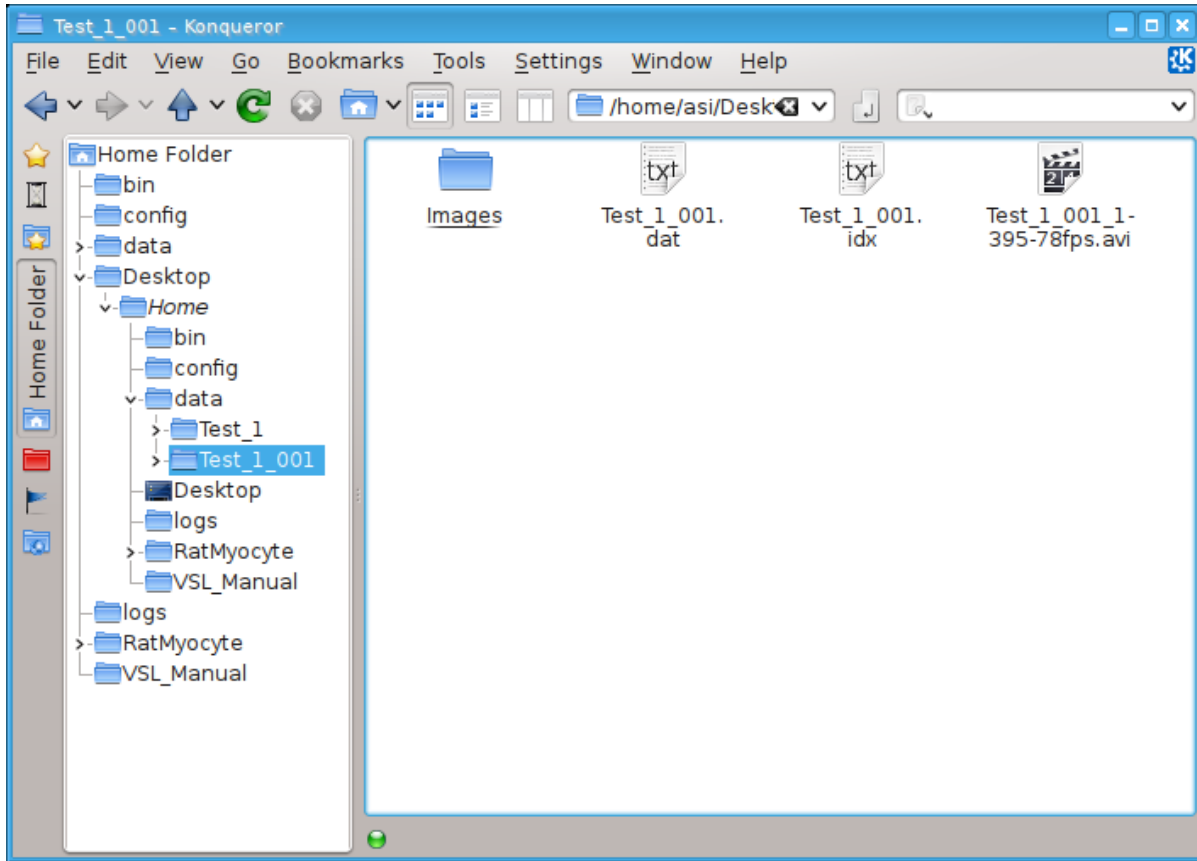 Test_1_001 – Konqueror
File Edit View Go Bookmarks Tools Settings Window Help
/home/asi/Desk
Home Folder
Home Folder
bin
config
data
Desktop
Home
bin
config
data
Test_1
Test_1_001
Desktop
logs
RatMyocyte
VSL_Manual
logs
RatMyocyte
VSL_Manual
Images
txt
Test_1_001.
dat
txt
Test_1_001.
idx
Test_1_001_1-
395-78fps.avi